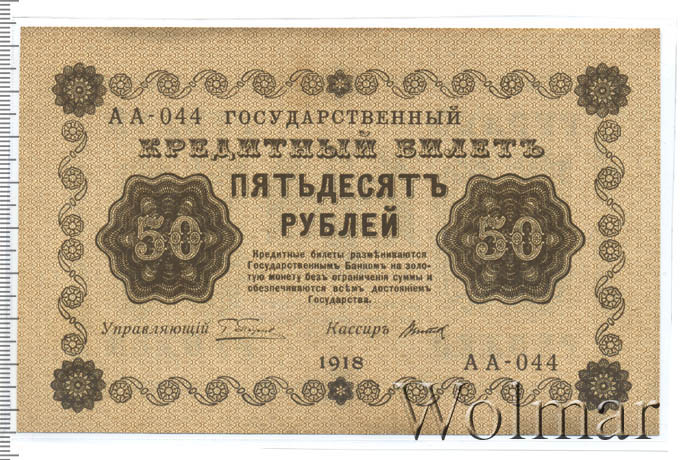 АА-044 ГОСУДАРСТВЕННЫЙ
КРЕДИТНЫЙ БИЛЕТЪ
ПЯТЬДЕСЯТЪ
РУБЛЕЙ
50
50
Кредитные билеты размѣниваются
Государственнымъ Банкомъ на золо-
тую монету безъ ограниченія суммы и
обезпечиваются всѣмъ достояніемъ
Государства.
Управляющій
Кассиръ
1918
АА-044
Wolmar